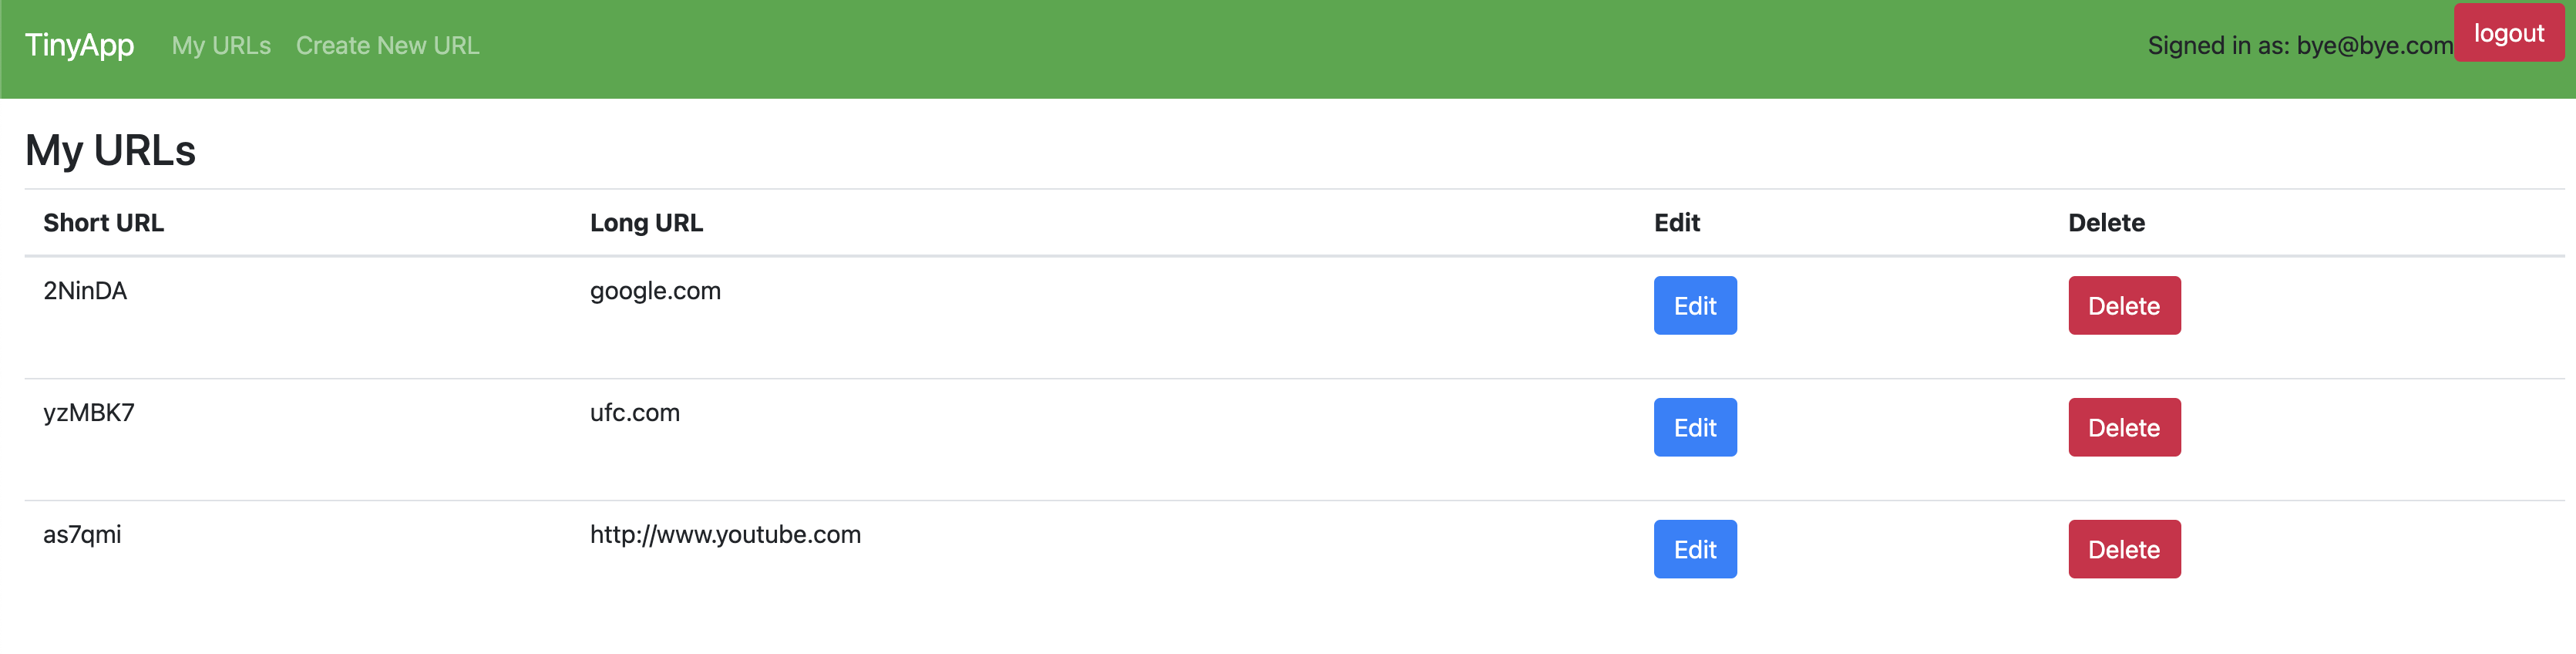 TinyApp My URLs Create New URL Signed in as: bye@bye.com logout
My URLs
Short URL Long URL Edit Delete
2NinDA google.com Edit Delete
yzMBK7 ufc.com Edit Delete
as7qmi http://www.youtube.com Edit Delete